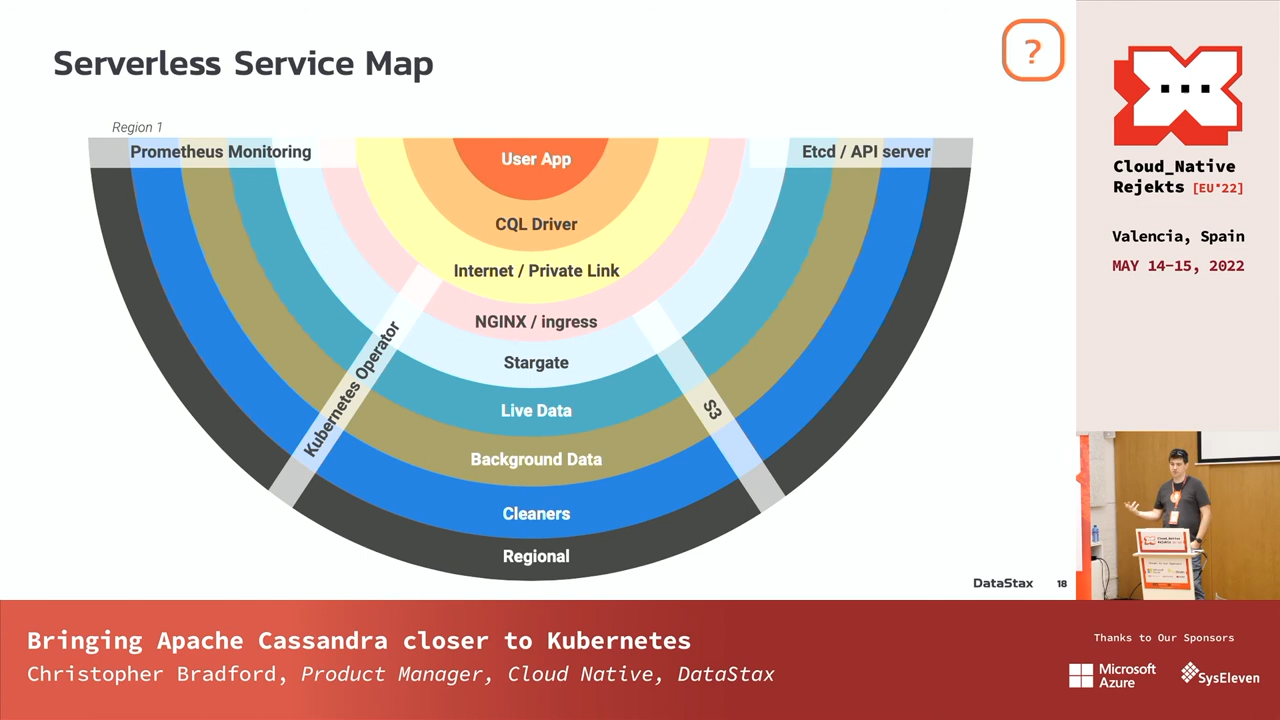 Serverless Service Map
?
Region 1
Prometheus Monitoring
User App
Etcd / API server
CQL Driver
Internet / Private Link
NGINX / ingress
Stargate
Kubernetes Operator
Live Data
S3
Background Data
Cleaners
Regional
DataStax 18
Cloud_Native
Rejekts [EU*22]
Valencia, Spain
MAY 14-15, 2022
Cloud_Native
Bringing Apache Cassandra closer to Kubernetes
Christopher Bradford, Product Manager, Cloud Native, DataStax
Thanks to Our Sponsors
Microsoft
Azure
SysEleven